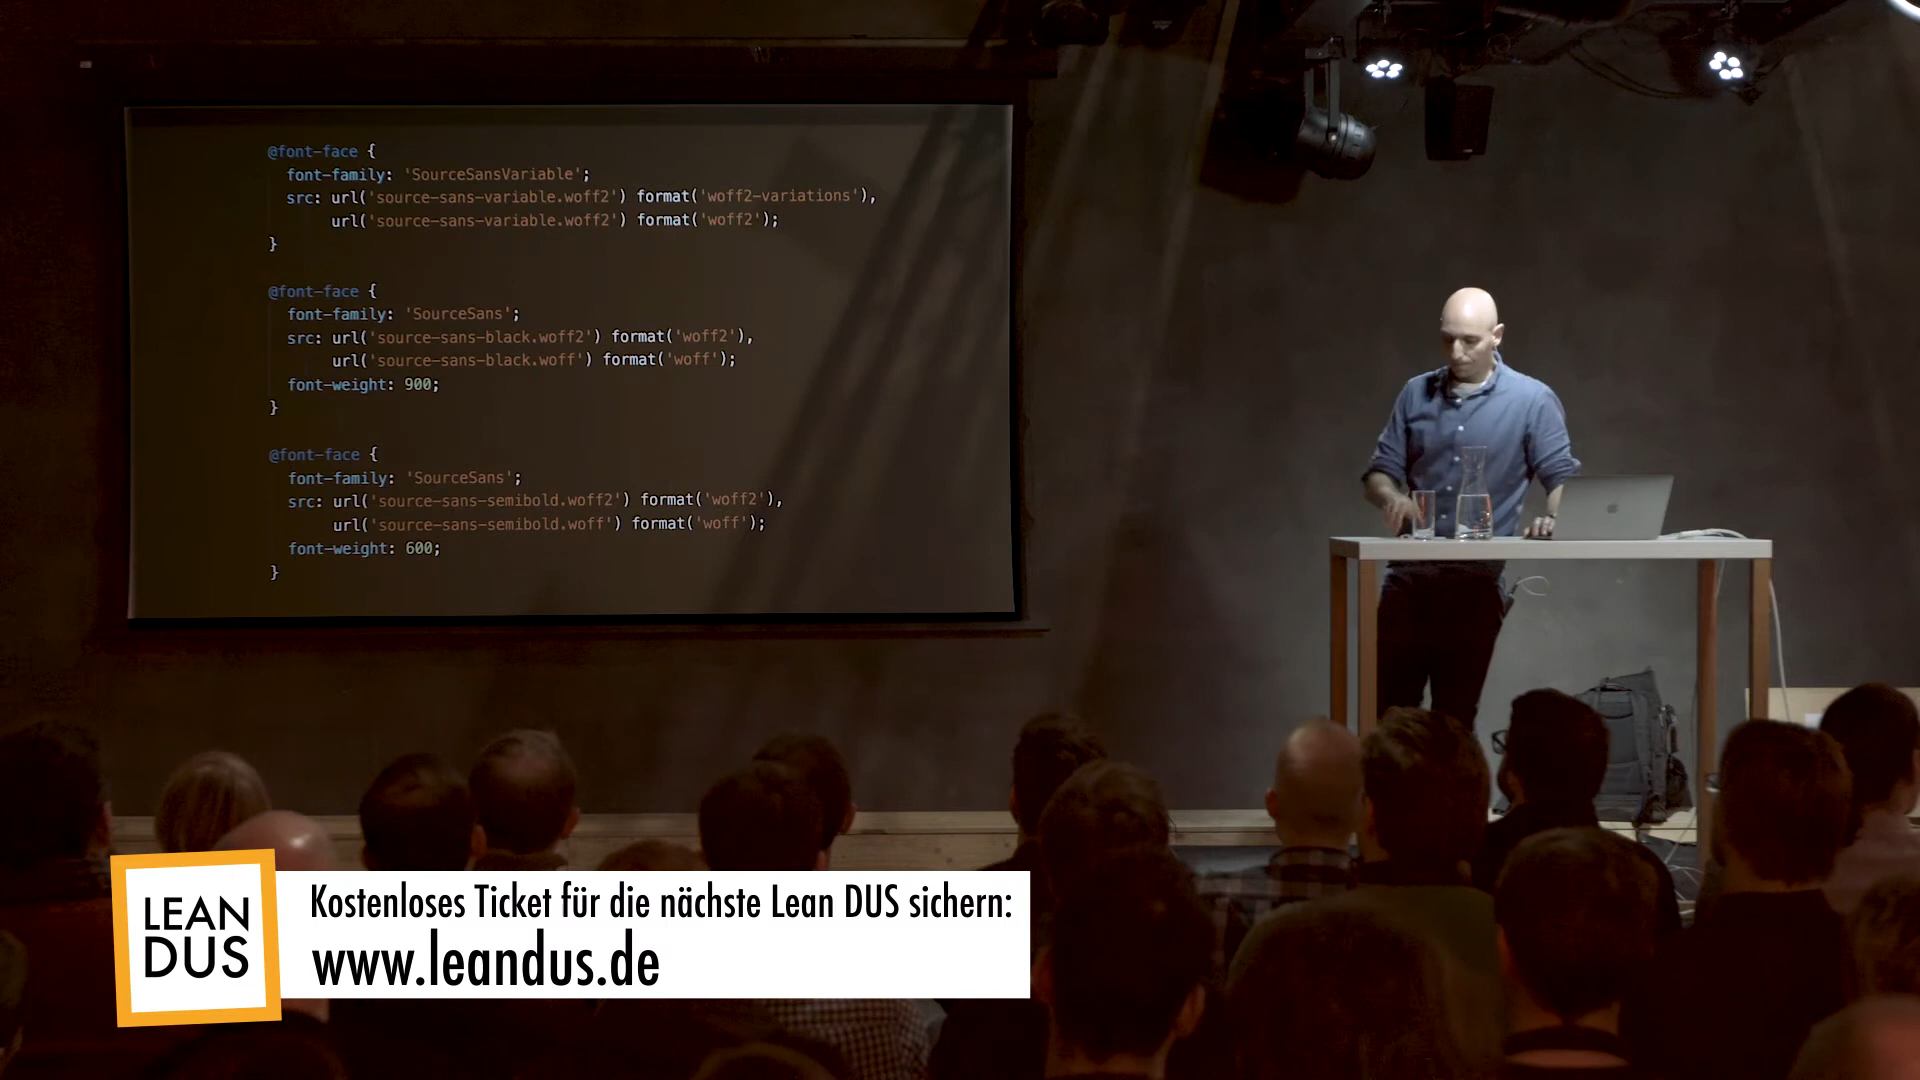 @font-face {
font-family: 'SourceSansVariable';
src: url('source-sans-variable.woff2') format('woff2-variations'),
url('source-sans-variable.woff2') format('woff2');
}
@font-face {
font-family: 'SourceSans';
src: url('source-sans-black.woff2') format('woff2'),
url('source-sans-black.woff') format('woff');
font-weight: 900;
}
@font-face {
font-family: 'SourceSans';
src: url('source-sans-semibold.woff2') format('woff2'),
url('source-sans-semibold.woff') format('woff');
font-weight: 600;
}
LEAN
DUS
Kostenloses Ticket für die nächste Lean DUS sichern:
www.leandus.de